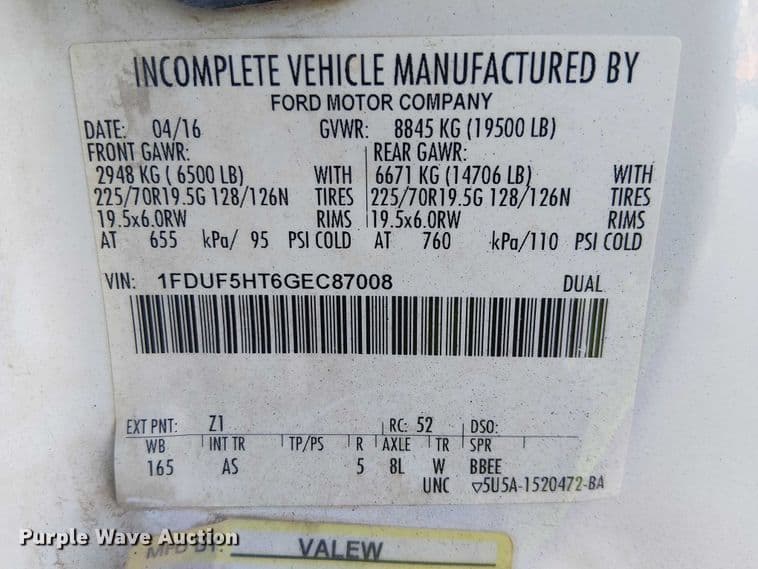 INCOMPLETE VEHICLE MANUFACTURED BY
FORD MOTOR COMPANY
DATE: 04/16 GVWR: 8845 KG (19500 LB)
FRONT GAWR: REAR GAWR:
2948 KG ( 6500 LB) WITH 6671 KG (14706 LB) WITH
225/70R19.5G 128/126N TIRES 225/70R19.5G 128/126N TIRES
19.5x6.0RW RIMS 19.5x6.0RW RIMS
AT 655 kPa/ 95 PSI COLD AT 760 kPa/110 PSI COLD
VIN: 1FDUF5HT6GEC87008 DUAL
EXT PNT: Z1 RC: 52 DSO:
WB INT TR TP/PS R AXLE TR SPR
165 AS 5 8L W BBEE
UNC ▽5U5A-1520472-BA
Purple Wave Auction
MFD BY: VALEW